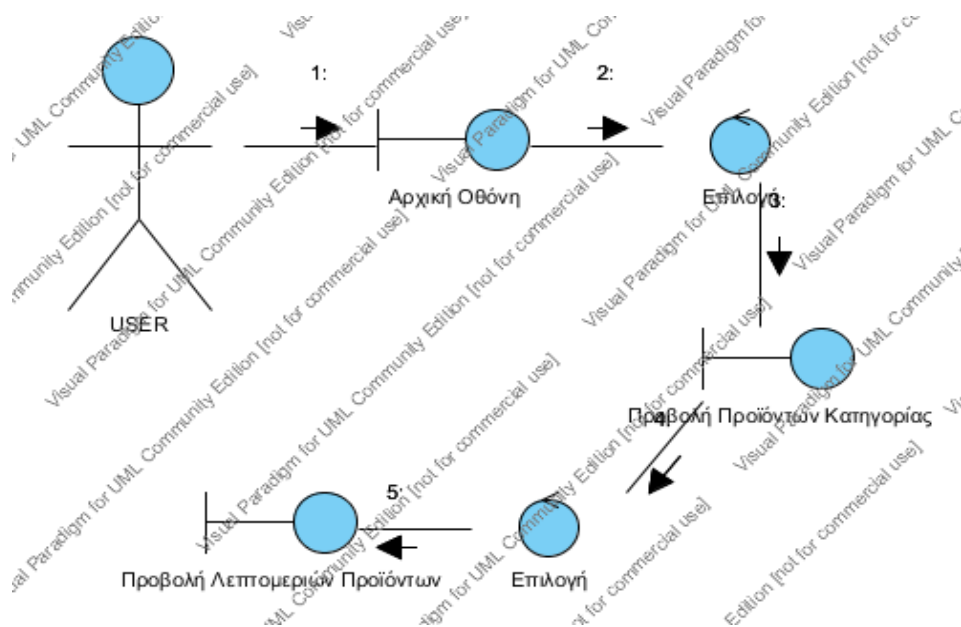 1:
2:
Αρχική Οθόνη
Επιλογή
3:
USER
Προβολή Προϊόντων Κατηγορίας
4:
5:
Προβολή Λεπτομεριών Προϊόντων
Επιλογή
Visual Paradigm for UML Community Edition [not for commercial use]